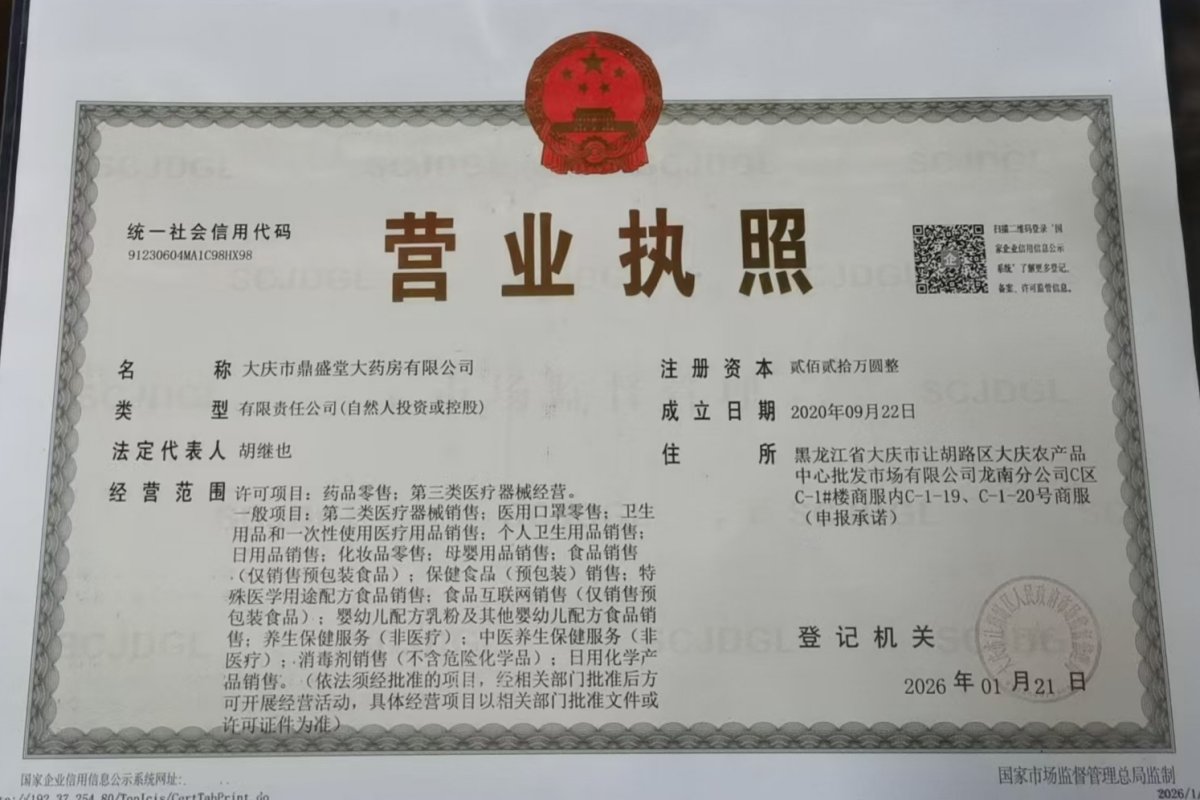 营业执照
统一社会信用代码
91230604MA1C98HX98
扫描二维码登录‘国
家企业信用信息公示
系统’了解更多登记、
备案、许可监管信息。
名称 大庆市鼎盛堂大药房有限公司
类型 有限责任公司(自然人投资或控股)
法定代表人 胡继也
经营范围 许可项目：药品零售；第三类医疗器械经营。
一般项目：第二类医疗器械销售；医用口罩零售；卫生
用品和一次性使用医疗用品销售；个人卫生用品销售；
日用品销售；化妆品零售；母婴用品销售；食品销售
（仅销售预包装食品）；保健食品（预包装）销售；特
殊医学用途配方食品销售；食品互联网销售（仅销售预
包装食品）；婴幼儿配方乳粉及其他婴幼儿配方食品销
售；养生保健服务（非医疗）；中医养生保健服务（非
医疗）；消毒剂销售（不含危险化学品）；日用化学产
品销售。（依法须经批准的项目，经相关部门批准后方
可开展经营活动，具体经营项目以相关部门批准文件或
许可证件为准）
注册资本 贰佰贰拾万圆整
成立日期 2020年09月22日
住所 黑龙江省大庆市让胡路区大庆农产品
中心批发市场有限公司龙南分公司C区
C-1#楼商服内C-1-19、C-1-20号商服
（申报承诺）
登记机关
2026年01月21日
国家企业信用信息公示系统网址:
国家市场监督管理总局监制
SCJDGL